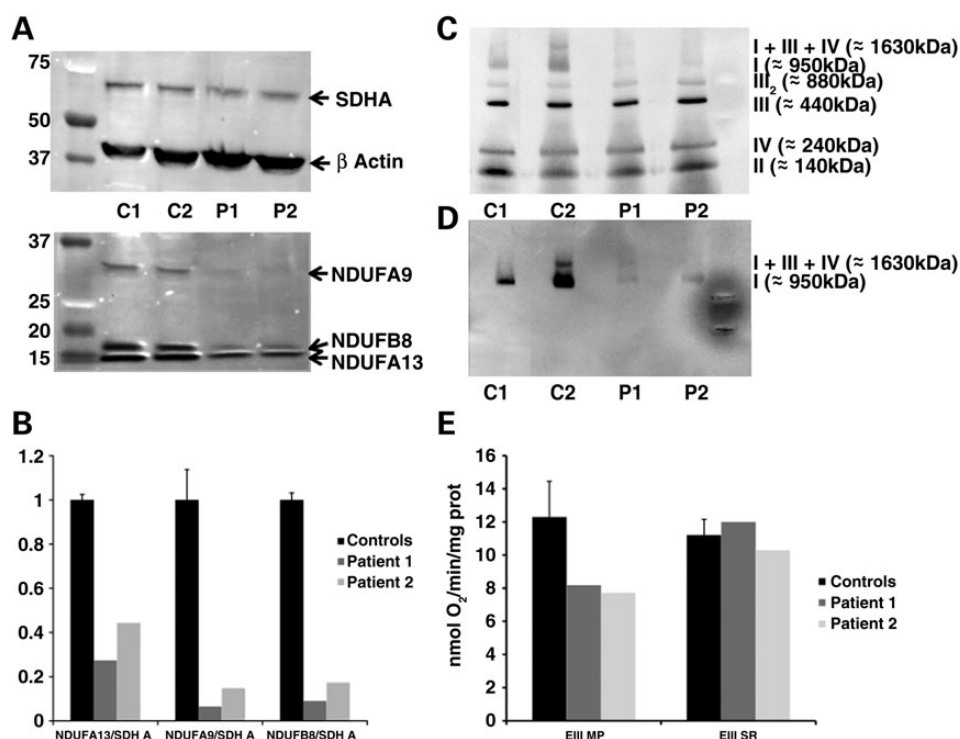 A
75
50
37
SDHA
β Actin
C1 C2 P1 P2
37
25
20
15
NDUFA9
NDUFB8
NDUFA13
B
1.2
1
0.8
0.6
0.4
0.2
0
Controls
Patient 1
Patient 2
NDUFA13/SDH A NDUFA9/SDH A NDUFB8/SDH A
C
I + III + IV (≈ 1630kDa)
I (≈ 950kDa)
III2 (≈ 880kDa)
III (≈ 440kDa)
IV (≈ 240kDa)
II (≈ 140kDa)
C1 C2 P1 P2
D
I + III + IV (≈ 1630kDa)
I (≈ 950kDa)
C1 C2 P1 P2
E
nmol O2/min/mg prot
16
14
12
10
8
6
4
2
0
Controls
Patient 1
Patient 2
EIII MP EIII SR